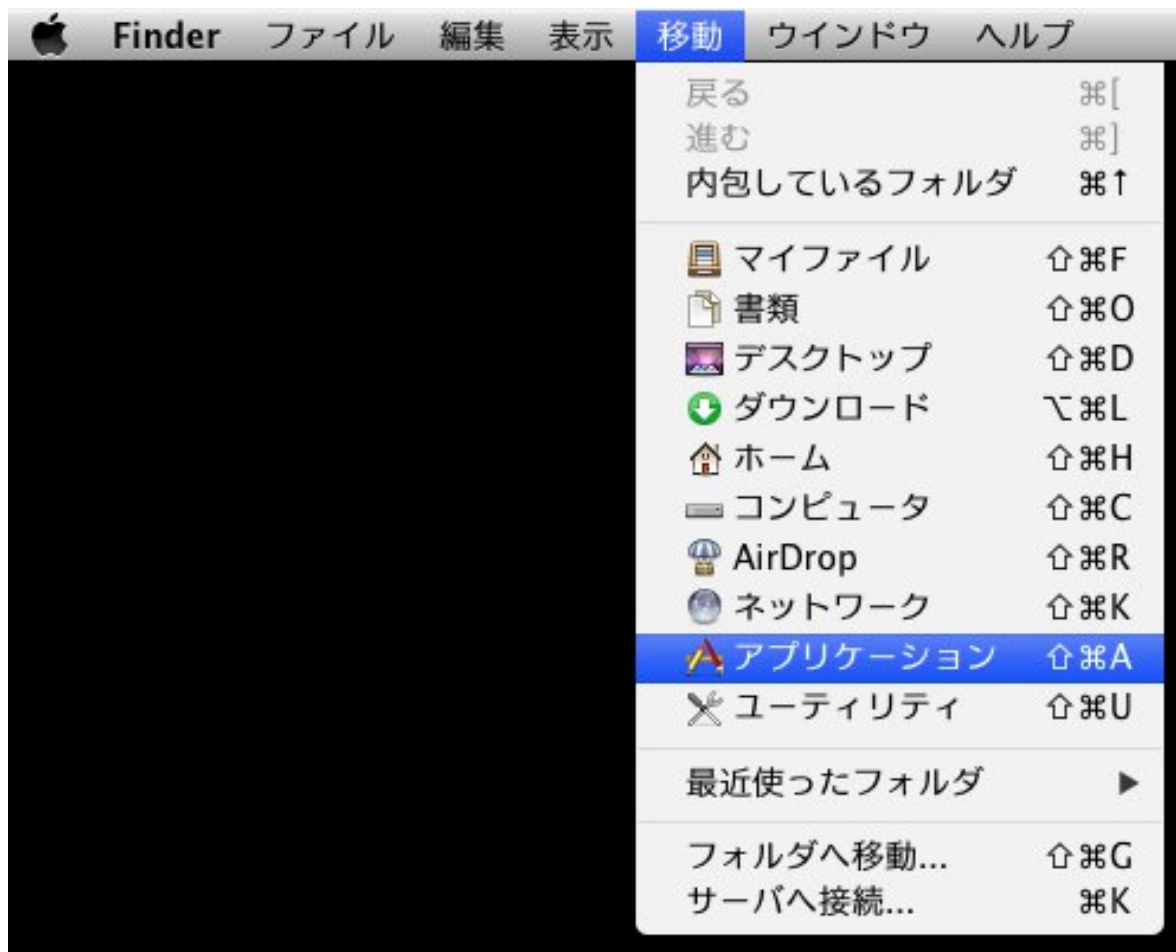 Finder ファイル 編集 表示 移動 ウインドウ ヘルプ
戻る ⌘[
進む ⌘]
内包しているフォルダ ⌘↑
マイファイル ⇧⌘F
書類 ⇧⌘O
デスクトップ ⇧⌘D
ダウンロード ⌥⌘L
ホーム ⇧⌘H
コンピュータ ⇧⌘C
AirDrop ⇧⌘R
ネットワーク ⇧⌘K
アプリケーション ⇧⌘A
ユーティリティ ⇧⌘U
最近使ったフォルダ ▶
フォルダへ移動... ⇧⌘G
サーバへ接続... ⌘K